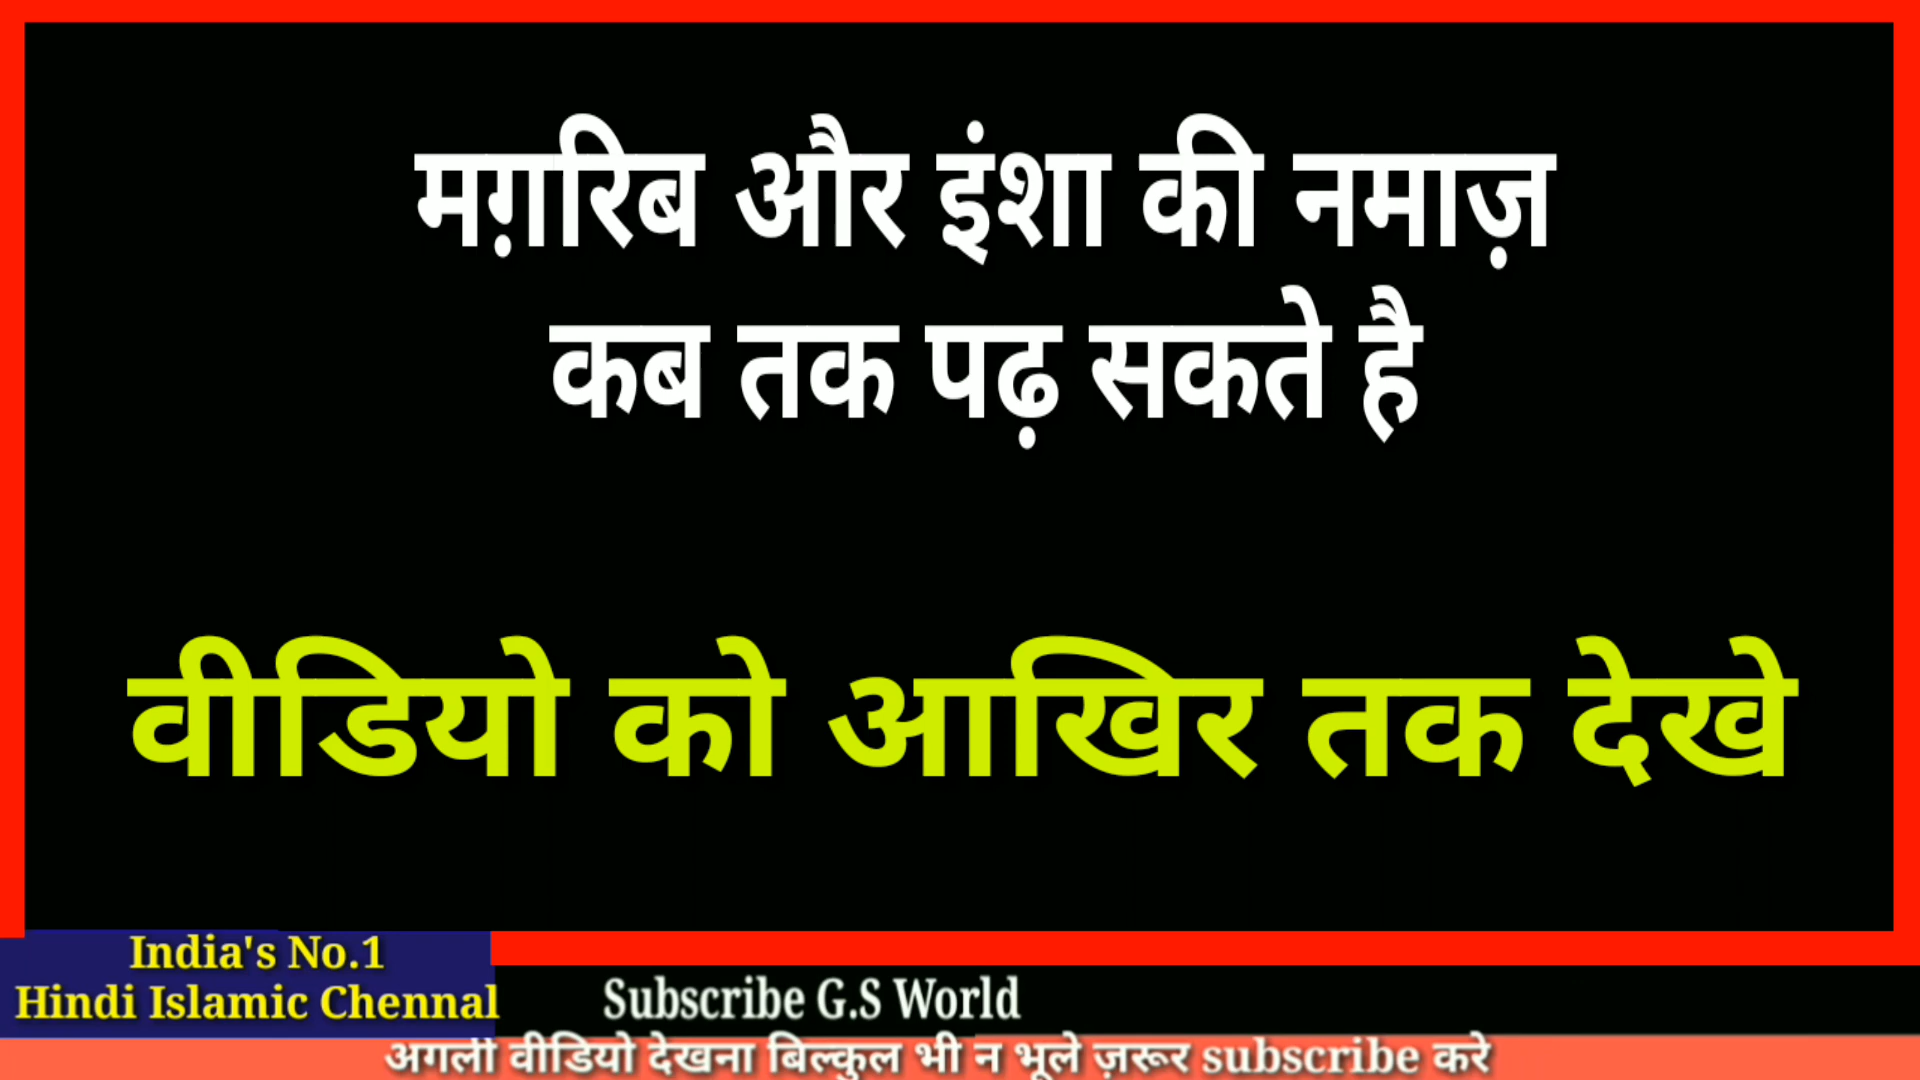 मग़रिब और इंशा की नमाज़
कब तक पढ़ सकते है
वीडियो को आखिर तक देखे
India's No.1
Hindi Islamic Chennal
Subscribe G.S World
अगली वीडियो देखना बिल्कुल भी न भूले ज़रूर subscribe करे